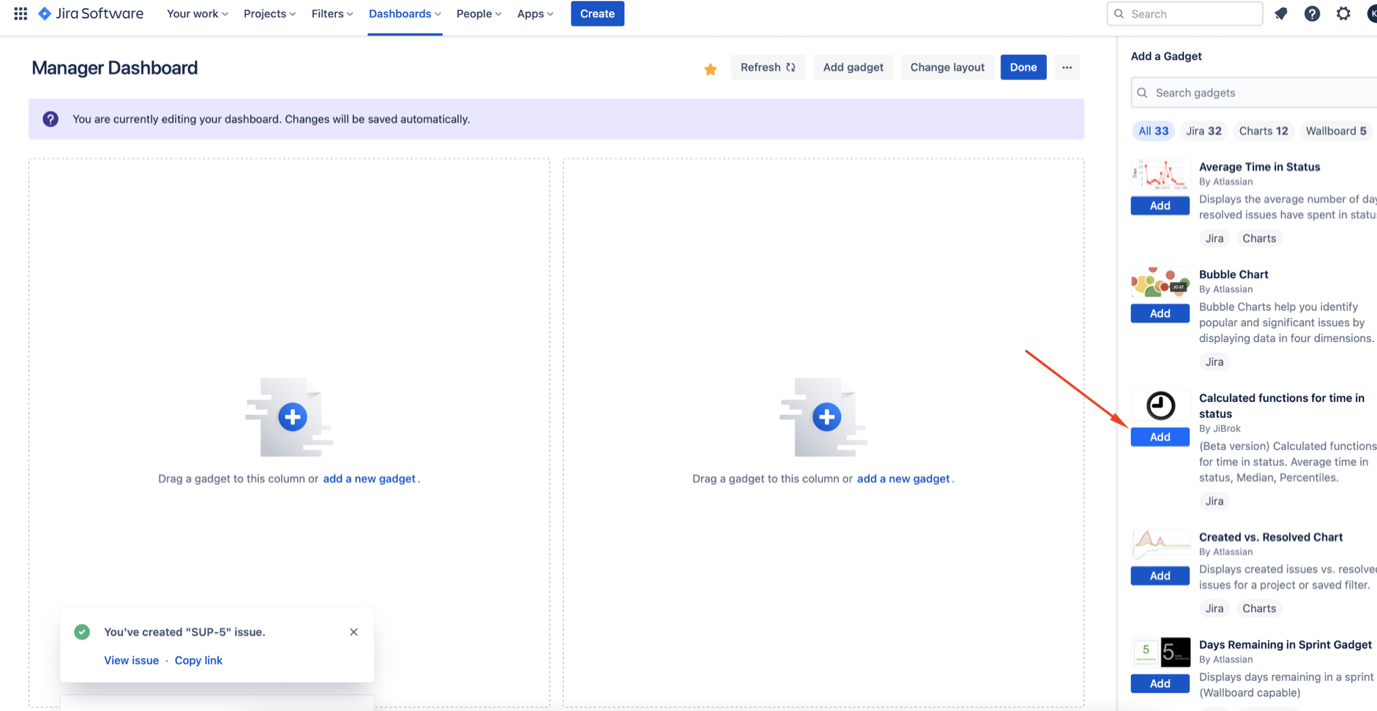 Jira Software Your work Projects Filters Dashboards People Apps Create Search
Manager Dashboard
Refresh Add gadget Change layout Done
You are currently editing your dashboard. Changes will be saved automatically.
Drag a gadget to this column or add a new gadget.
Drag a gadget to this column or add a new gadget.
You've created "SUP-5" issue.
View issue · Copy link
Add a Gadget
Search gadgets
All 33 Jira 32 Charts 12 Wallboard 5
Average Time in Status
By Atlassian
Add
Displays the average number of
resolved issues have spent in
Jira Charts
Bubble Chart
By Atlassian
Add
Bubble Charts help you identify
popular and significant issues by
displaying data in four dimensions.
Jira
Calculated functions for time in
status
By JiBrok
Add
(Beta version) Calculated functions
for time in status. Average time in
status, Median, Percentiles.
Jira
Created vs. Resolved Chart
By Atlassian
Add
Displays created issues vs.
issues for a project or saved filter.
Jira Charts
5
5
Days Remaining in Sprint Gadget
By Atlassian
Add
Displays days remaining in a sprint
(Wallboard capable)